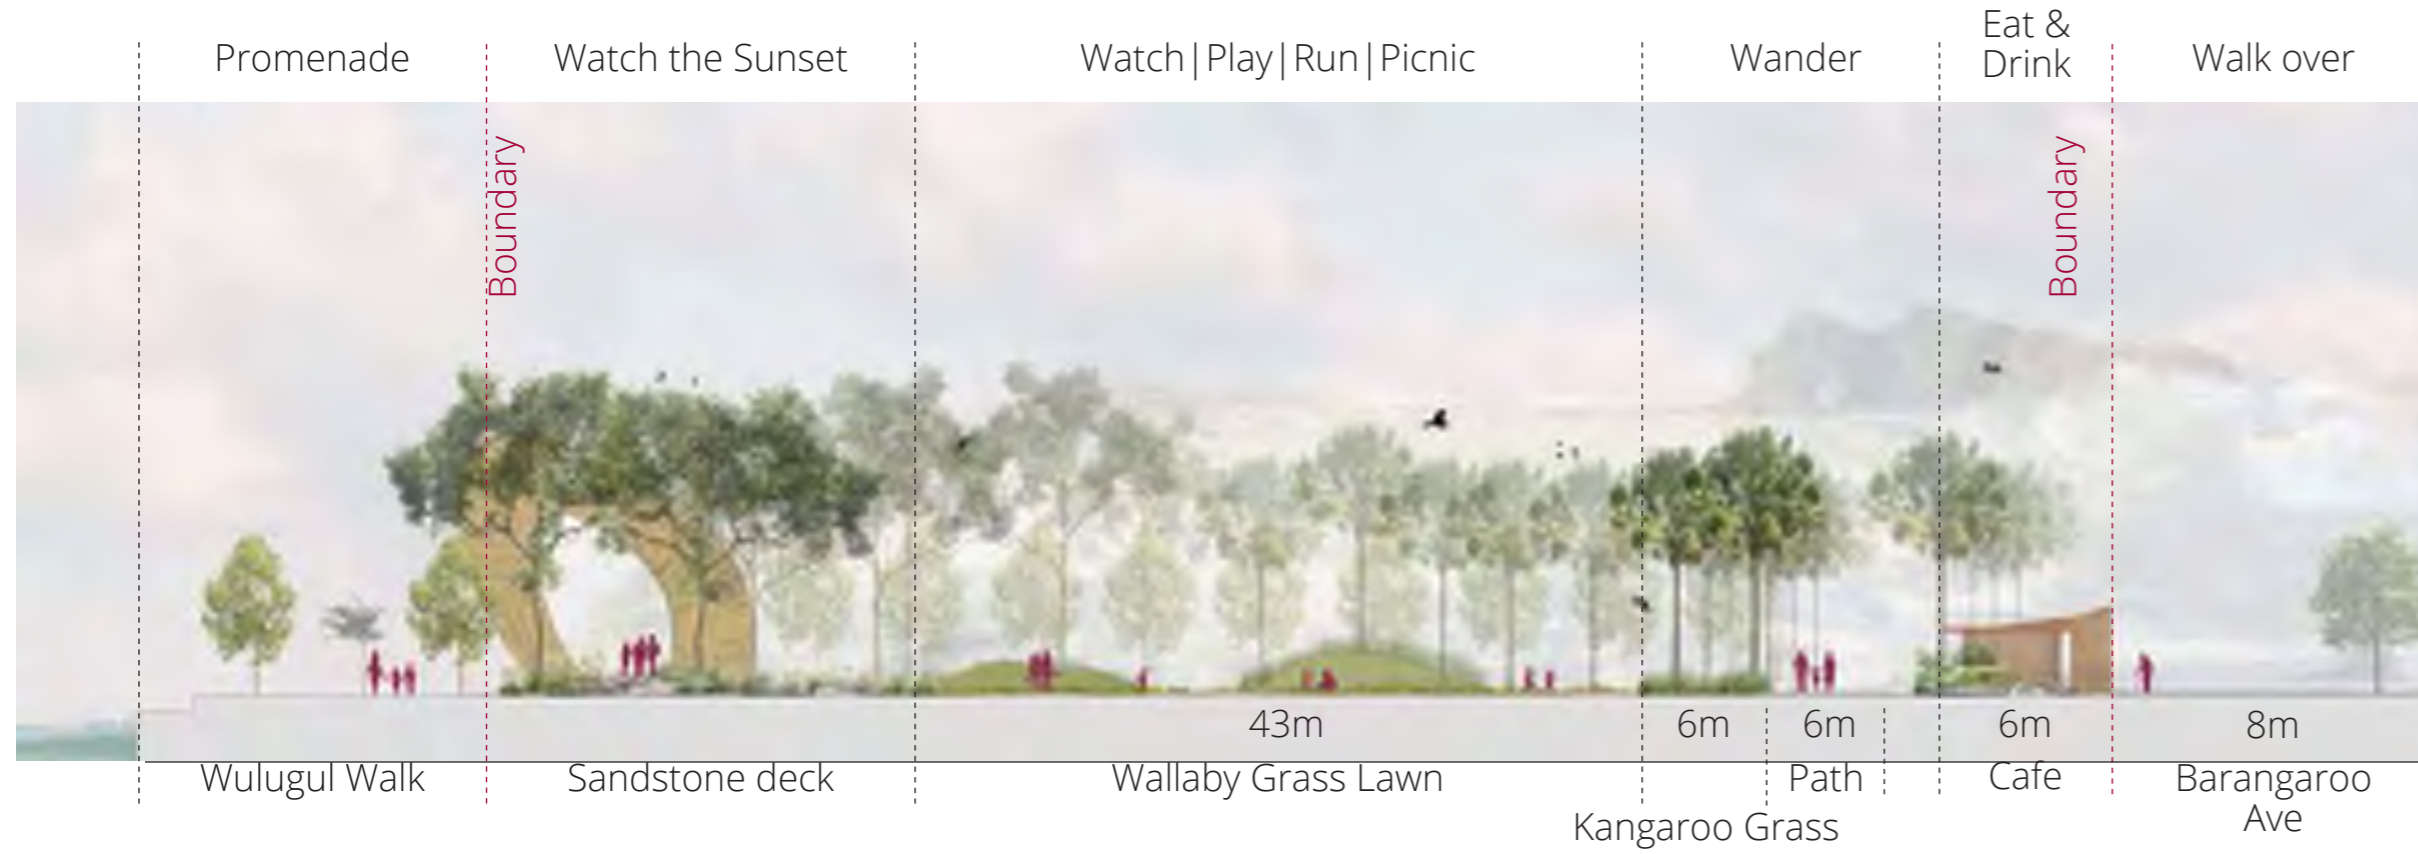 Promenade
Watch the Sunset
Watch|Play|Run|Picnic
Wander
Eat &
Drink
Walk over
Boundary
Boundary
43m
6m
6m
6m
8m
Wulugul Walk
Sandstone deck
Wallaby Grass Lawn
Kangaroo Grass
Path
Cafe
Barangaroo
Ave